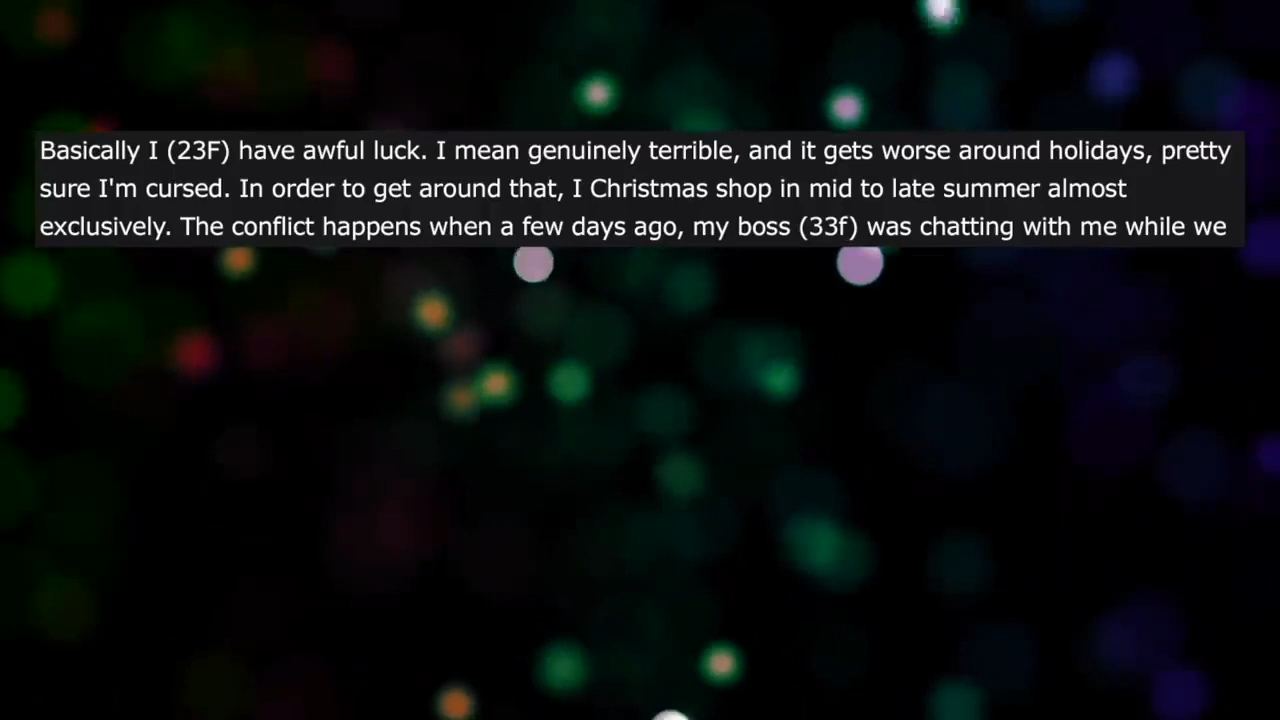 Basically I (23F) have awful luck. I mean genuinely terrible, and it gets worse around holidays, pretty
sure I'm cursed. In order to get around that, I Christmas shop in mid to late summer almost
exclusively. The conflict happens when a few days ago, my boss (33f) was chatting with me while we